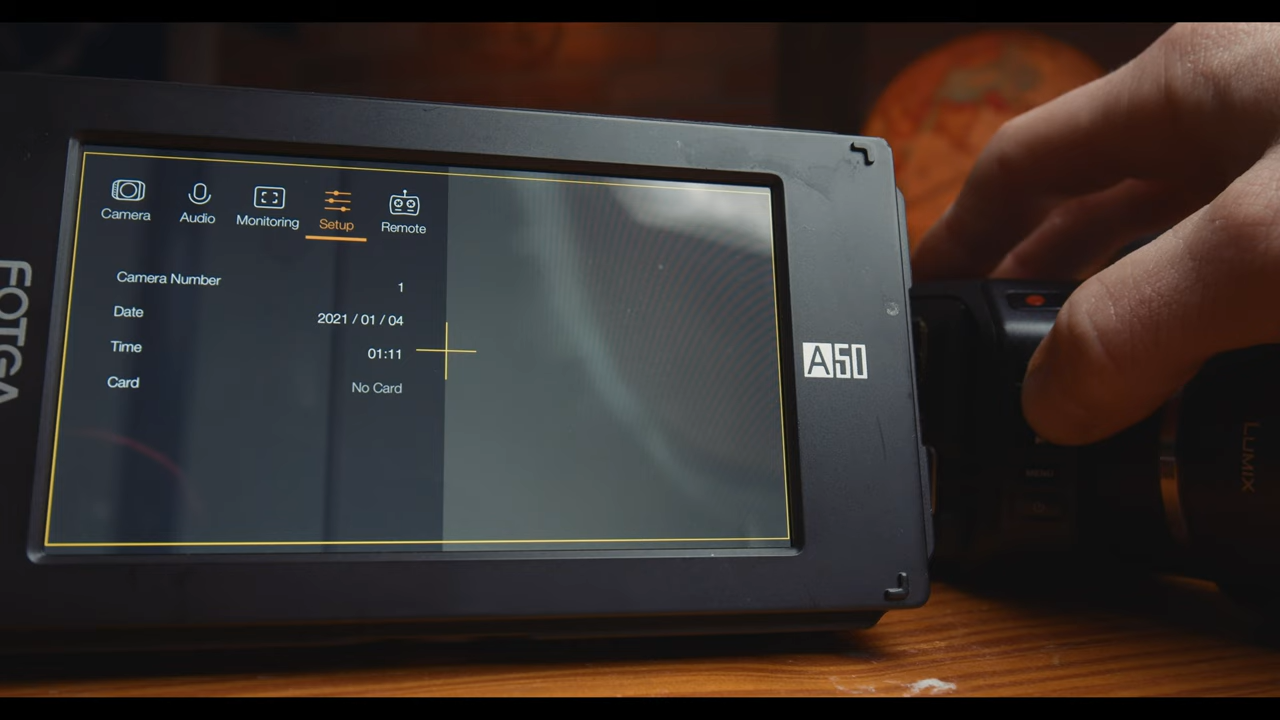 Camera Audio Monitoring Setup Remote
Camera Number 1
Date 2021 / 01 / 04
Time 01:11
Card No Card
FOTGA
A50
MENU
LUMIX